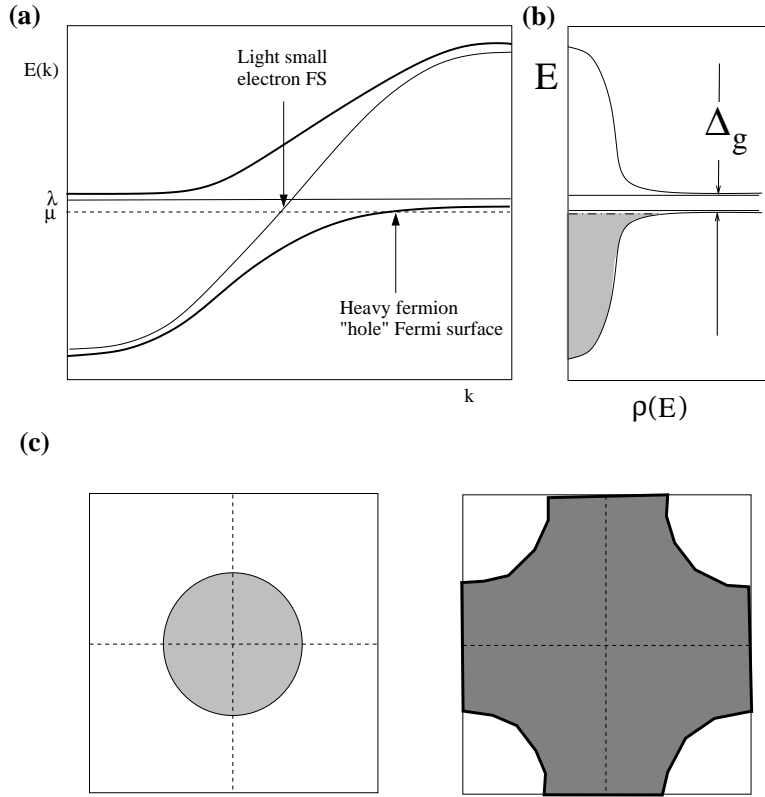 (a)
(b)
E(k)
Light small
electron FS
E
Δg
λ
μ
Heavy fermion
"hole" Fermi surface
k
ρ(E)
(c)